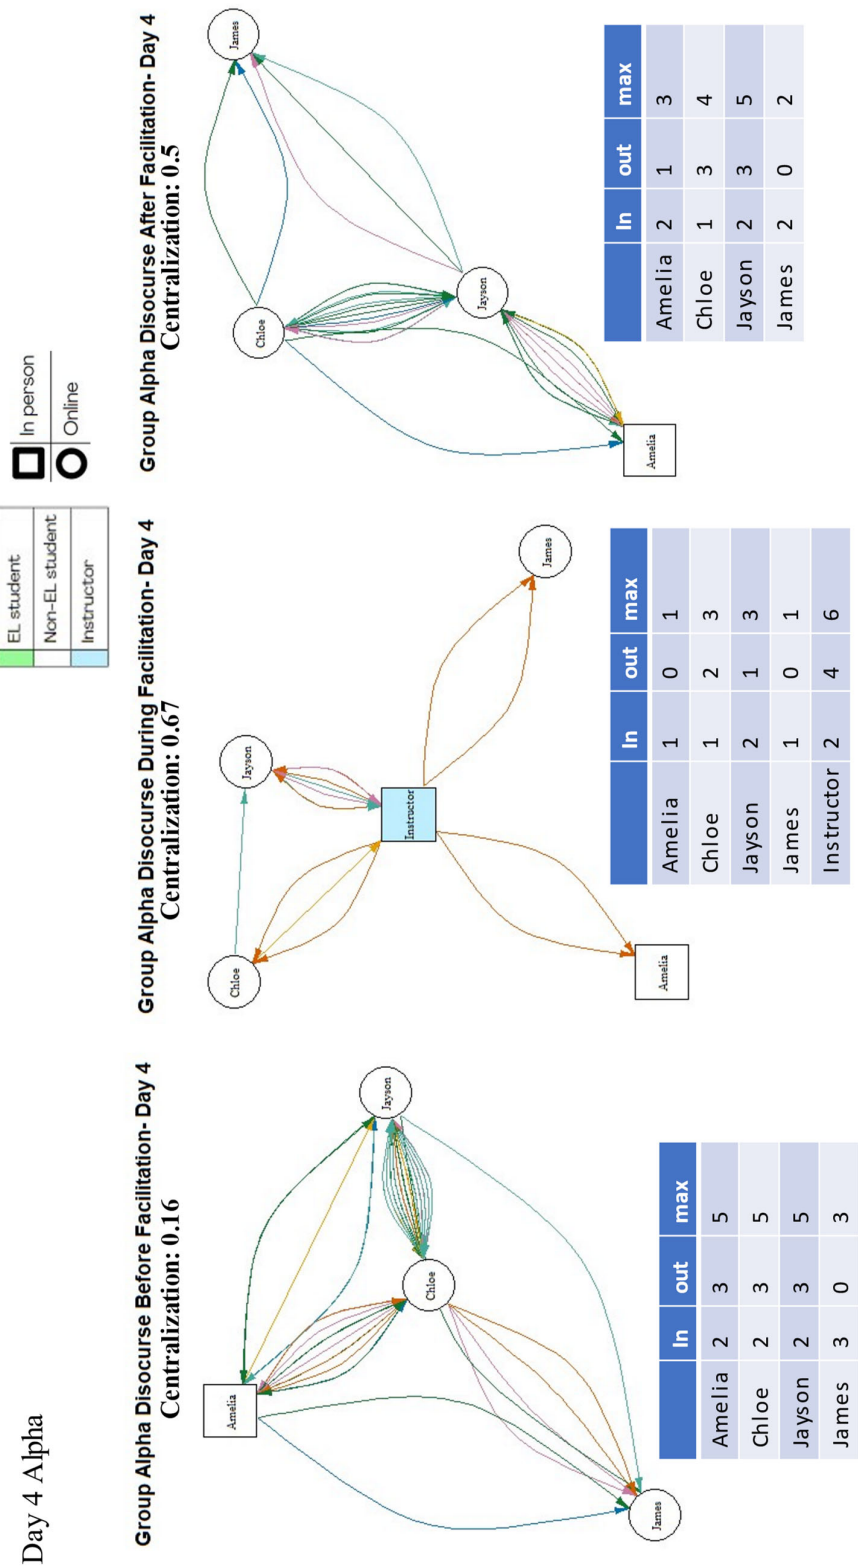 Day 4 Alpha
EL student
Non-EL student
Instructor
In person
Online
Group Alpha Disocurse Before Facilitation- Day 4
Centralization: 0.16
Amelia
Jayson
Chloe
James
In out max
Amelia 2 3 5
Chloe 2 3 5
Jayson 2 3 5
James 3 0 3
Group Alpha Disocurse During Facilitation- Day 4
Centralization: 0.67
Chloe
Jayson
Instructor
Amelia
James
In out max
Amelia 1 0 1
Chloe 1 2 3
Jayson 2 1 3
James 1 0 1
Instructor 2 4 6
Group Alpha Disocurse After Facilitation- Day 4
Centralization: 0.5
Chloe
James
Jayson
Amelia
In out max
Amelia 2 1 3
Chloe 1 3 4
Jayson 2 3 5
James 2 0 2